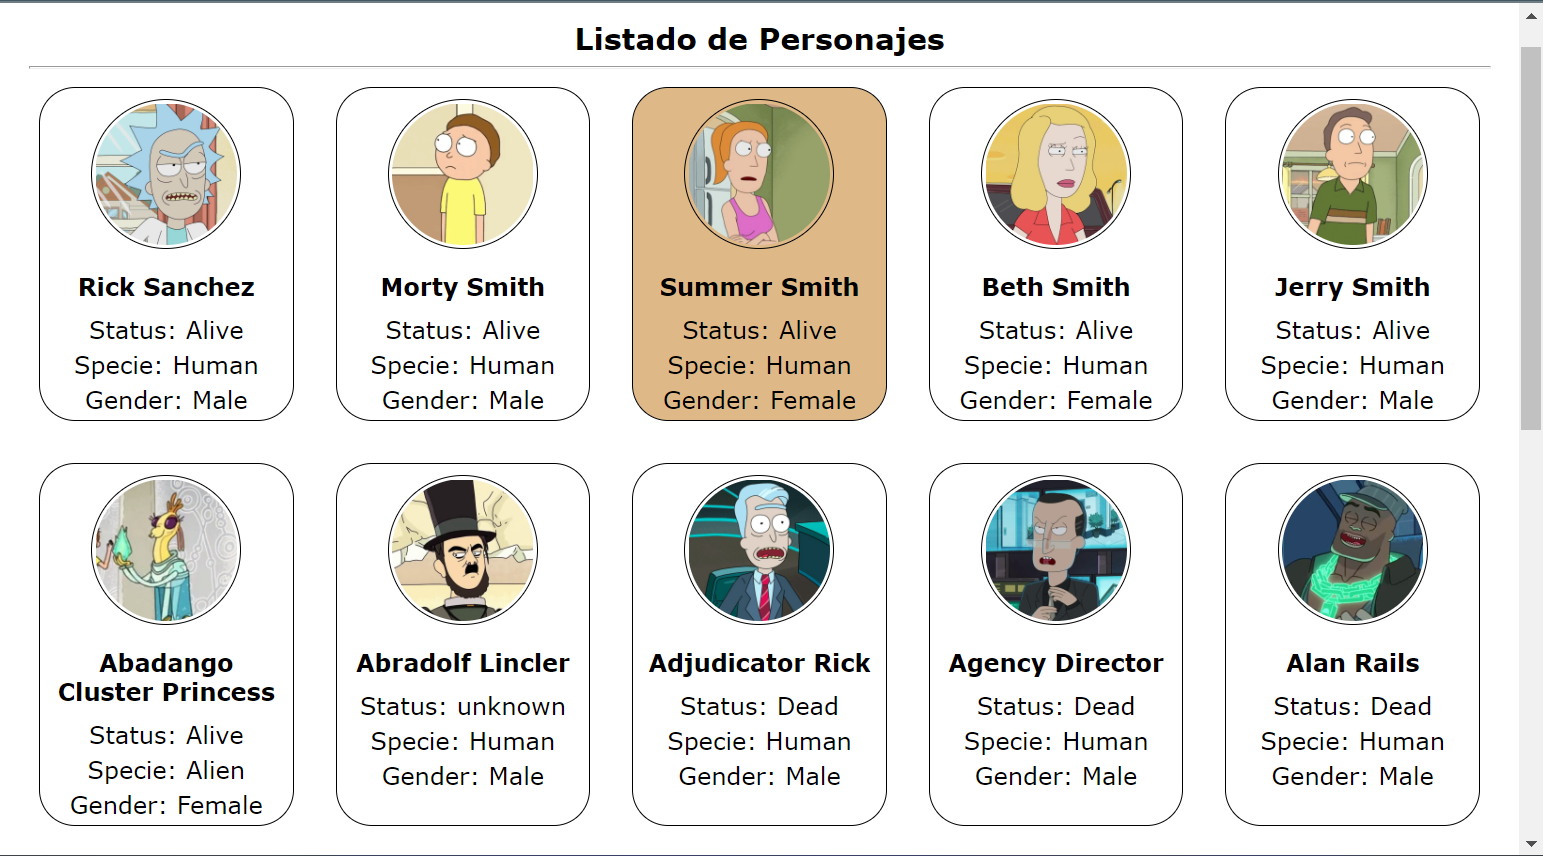 Listado de Personajes
Rick Sanchez
Status: Alive
Specie: Human
Gender: Male
Morty Smith
Status: Alive
Specie: Human
Gender: Male
Summer Smith
Status: Alive
Specie: Human
Gender: Female
Beth Smith
Status: Alive
Specie: Human
Gender: Female
Jerry Smith
Status: Alive
Specie: Human
Gender: Male
Abadango
Cluster Princess
Status: Alive
Specie: Alien
Gender: Female
Abradolf Lincler
Status: unknown
Specie: Human
Gender: Male
Adjudicator Rick
Status: Dead
Specie: Human
Gender: Male
Agency Director
Status: Dead
Specie: Human
Gender: Male
Alan Rails
Status: Dead
Specie: Human
Gender: Male